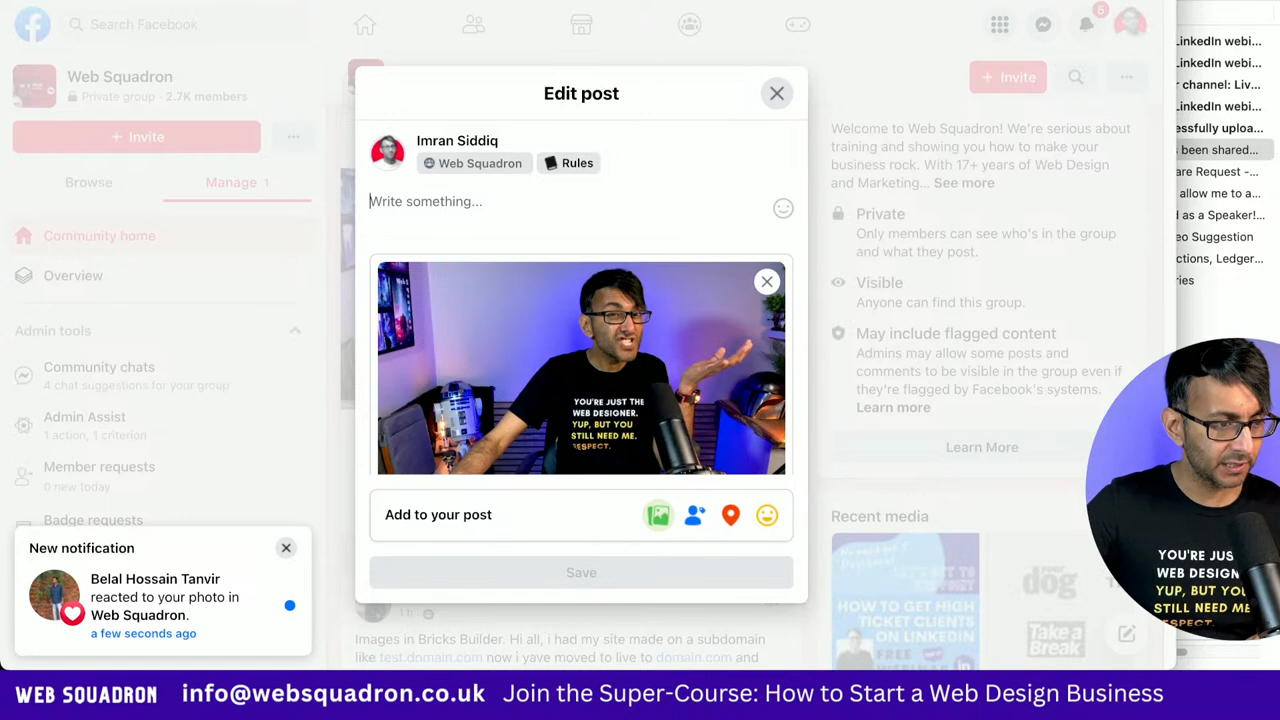 Search Facebook
6
Web Squadron
Private group · 2.7K members
+ Invite
Browse
Manage 1
Community home
Overview
Admin tools
Community chats
4 chat suggestions for your group
Admin Assist
1 action, 1 criterion
Member requests
0 new today
Badge requests
New notification
Belal Hossain Tanvir
reacted to your photo in
Web Squadron.
a few seconds ago
Edit post
Imran Siddiq
Web Squadron
Rules
Write something...
YOU'RE JUST THE
WEB DESIGNER.
YUP, BUT YOU
STILL NEED ME.
RESPECT.
Add to your post
Save
1 h
Images in Bricks Builder. Hi all, i had my site made on a subdomain
like test.domain.com now i yave moved to live to domain.com and
+ Invite
Welcome to Web Squadron! We're serious about
training and showing you how to make your
business rock. With 17+ years of Web Design
and Marketing... See more
Private
Only members can see who's in the group
and what they post.
Visible
Anyone can find this group.
May include flagged content
Admins may allow some posts and
comments to be visible in the group even if
they're flagged by Facebook's systems.
Learn more
Learn More
Recent media
HOW TO GET HIGH
TICKET CLIENTS
ON LINKEDIN
FREE
WEBINAR
dog
Take a
Break
LinkedIn webi...
LinkedIn webi...
r channel: Liv...
LinkedIn webi...
essfully uploa...
been shared...
are Request -...
allow me to a...
d as a Speaker!...
eo Suggestion
ctions, Ledger...
ries
YOU'RE JUS
WEB DESIGN
YUP, BUT YOU
STILL NEED M
RESPECT.
WEB SQUADRON
info@websquadron.co.uk
Join the Super-Course: How to Start a Web Design Business